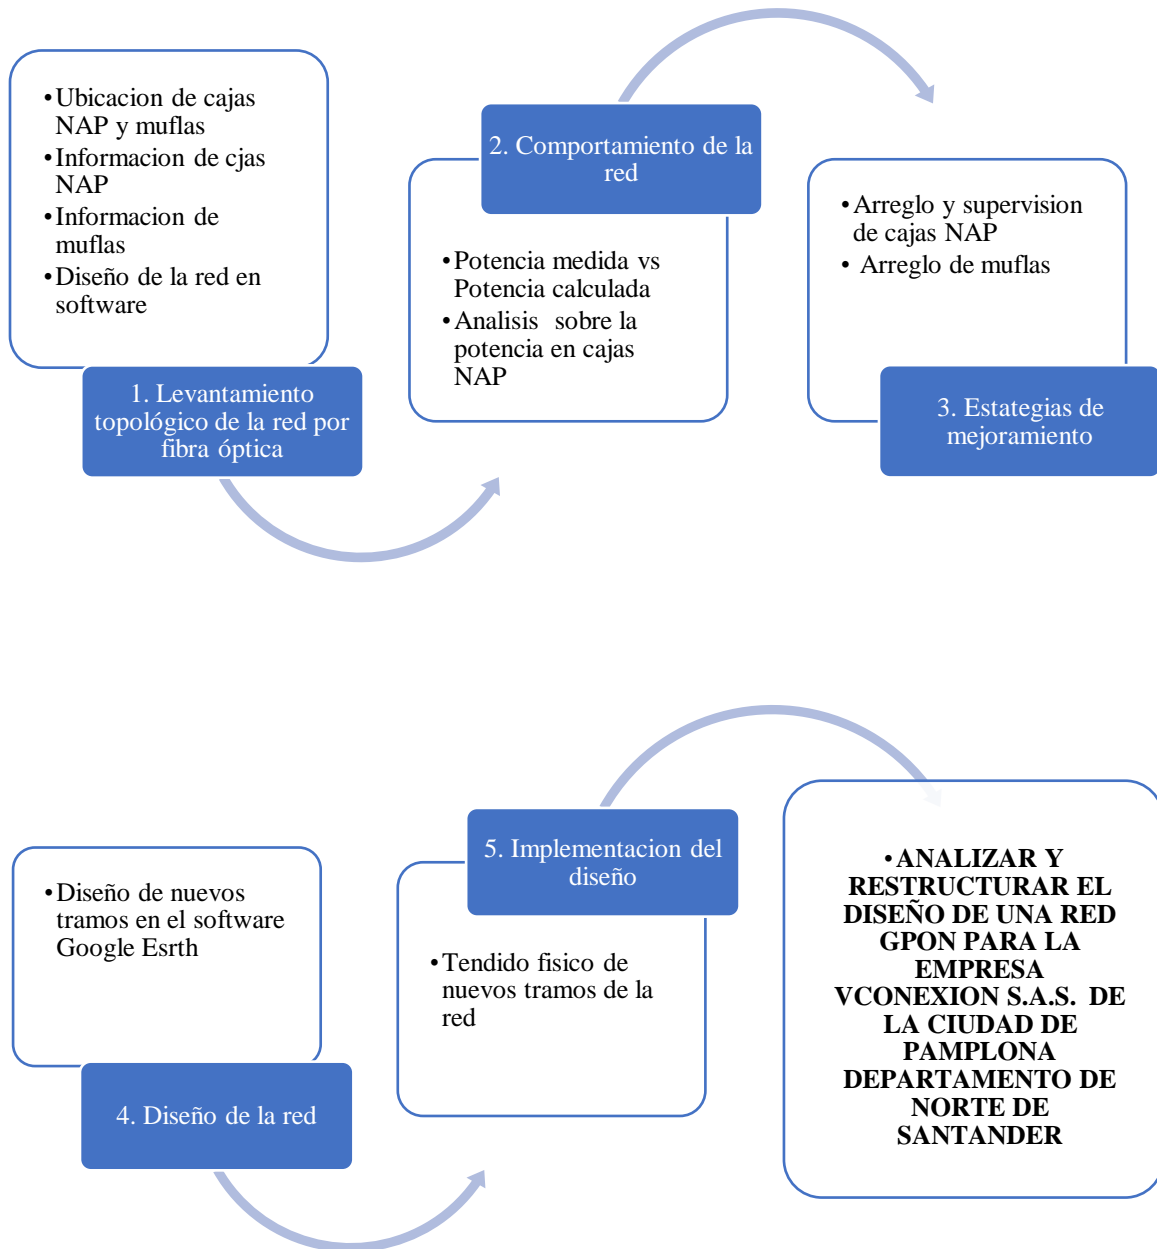 •Ubicacion de cajas
NAP y muflas
•Informacion de cjas
NAP
•Informacion de
muflas
•Diseño de la red en
software
1. Levantamiento
topológico de la red por
fibra óptica
2. Comportamiento de la
red
•Potencia medida vs
Potencia calculada
•Analisis sobre la
potencia en cajas
NAP
•Arreglo y supervision
de cajas NAP
• Arreglo de muflas
3. Estategias de
mejoramiento
•Diseño de nuevos
tramos en el software
Google Esrth
4. Diseño de la red
5. Implementacion del
diseño
•Tendido fisico de
nuevos tramos de la
red
•ANALIZAR Y
RESTRUCTURAR EL
DISEÑO DE UNA RED
GPON PARA LA
EMPRESA
VCONEXION S.A.S. DE
LA CIUDAD DE
PAMPLONA
DEPARTAMENTO DE
NORTE DE
SANTANDER